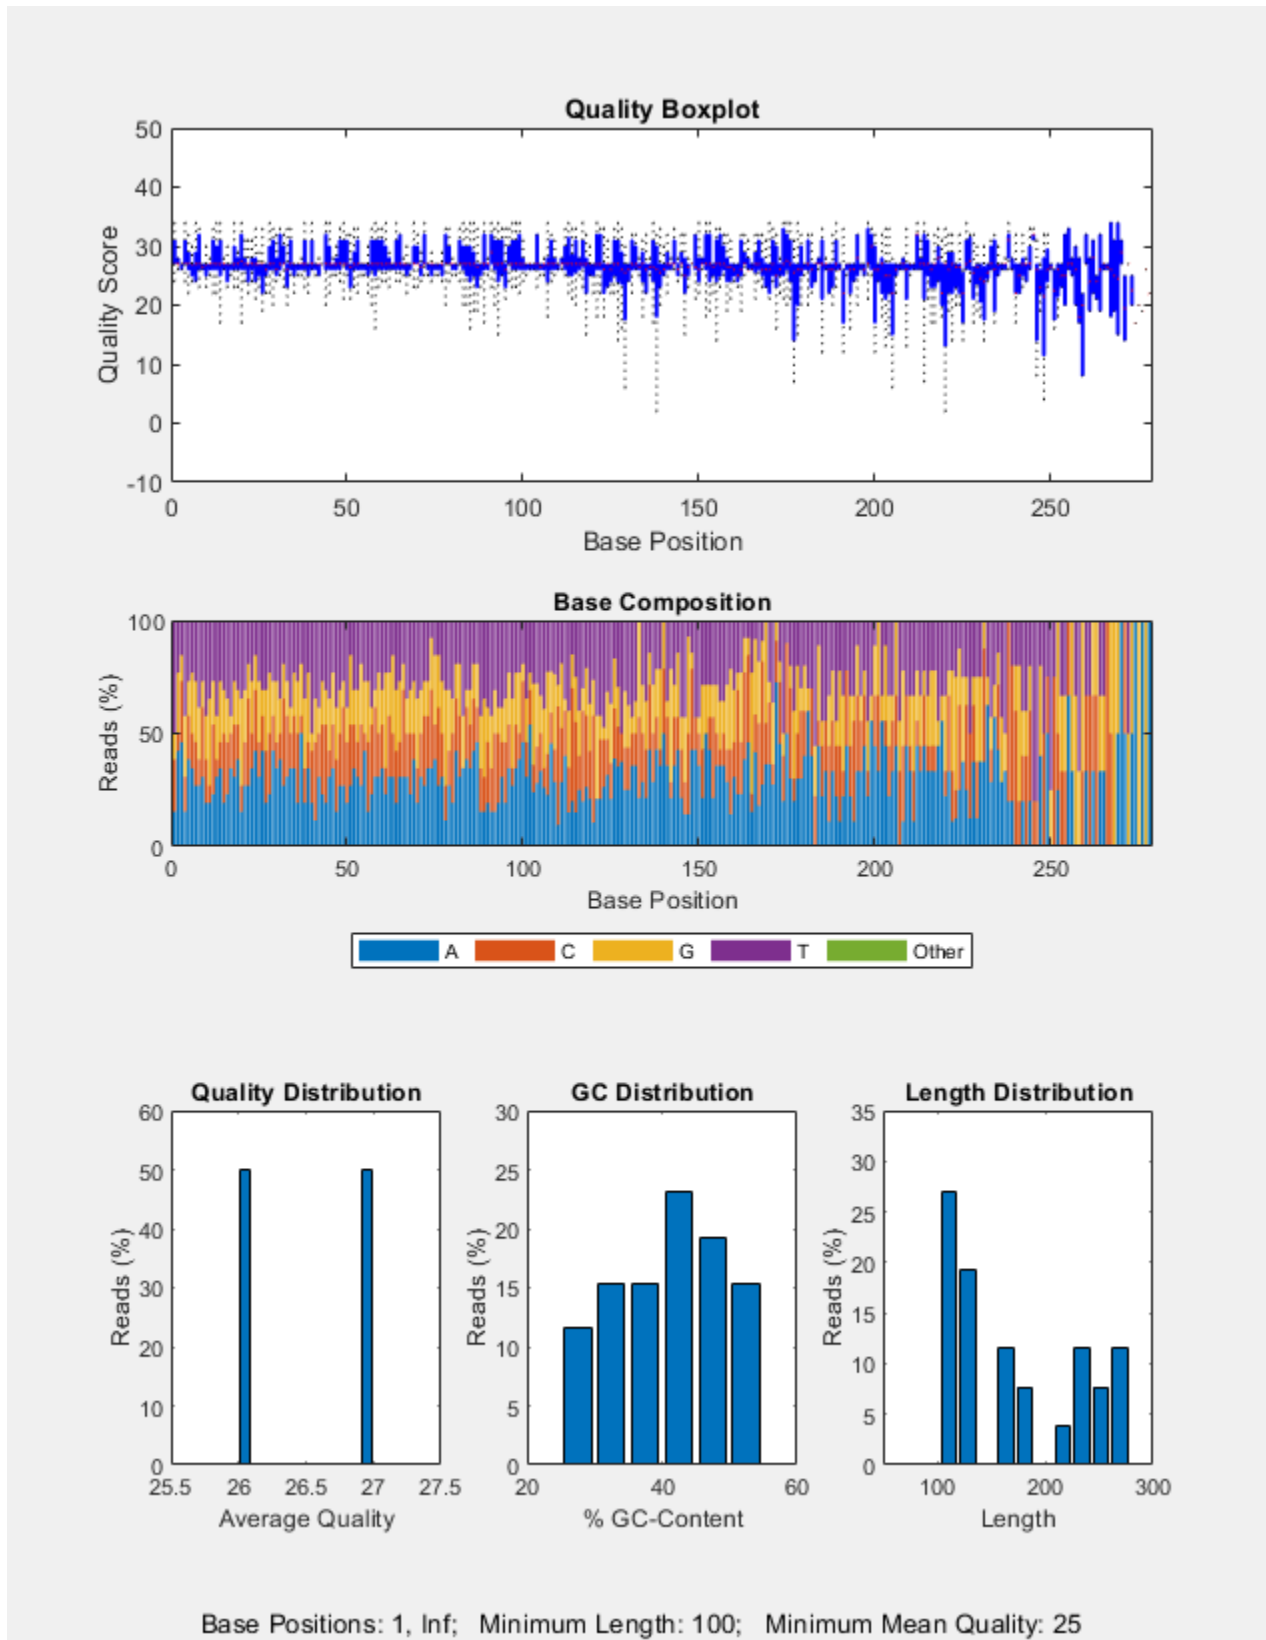 Quality Boxplot
50
40
30
20
10
0
-10
Quality Score
0 50 100 150 200 250
Base Position
Base Composition
100
50
0
Reads (%)
0 50 100 150 200 250
Base Position
A C G T Other
Quality Distribution
60
50
40
30
20
10
0
Reads (%)
25.5 26 26.5 27 27.5
Average Quality
GC Distribution
30
25
20
15
10
5
0
Reads (%)
20 40 60
% GC-Content
Length Distribution
35
30
25
20
15
10
5
0
Reads (%)
100 200 300
Length
Base Positions: 1, Inf; Minimum Length: 100; Minimum Mean Quality: 25